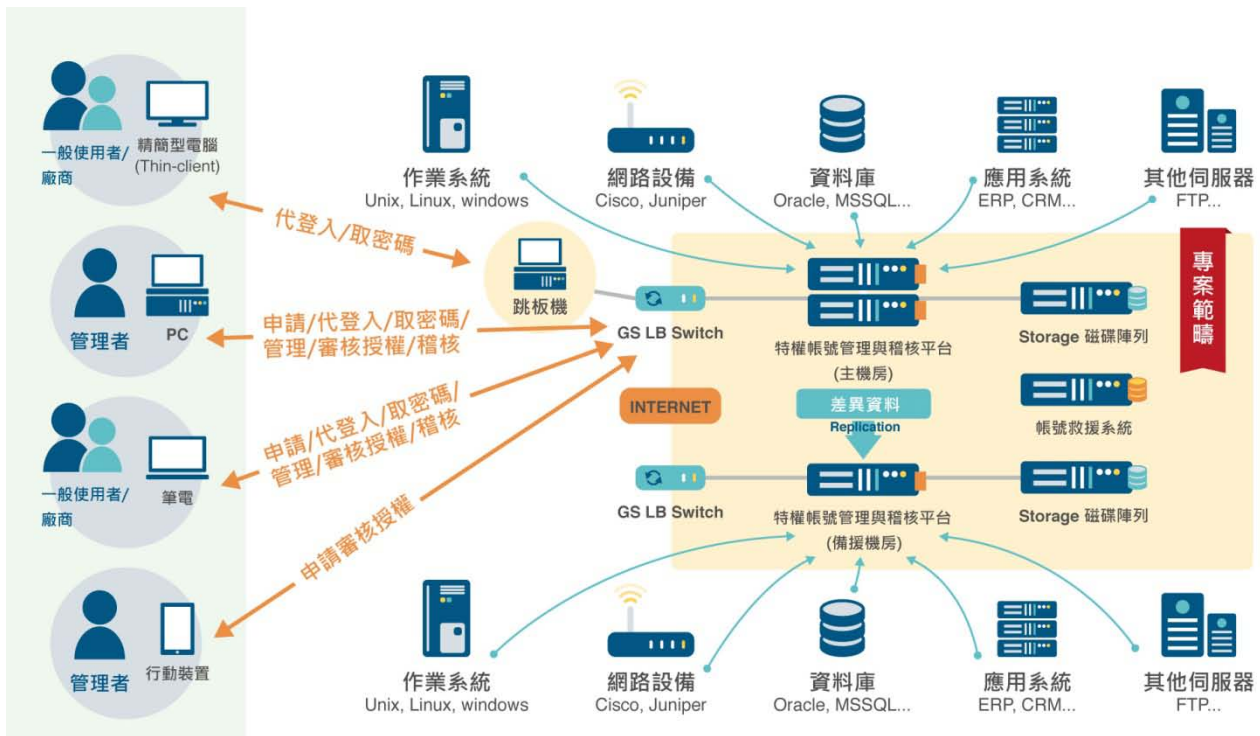 一般使用者/
廠商
精簡型電腦
(Thin-client)
作業系統
Unix, Linux, windows
網路設備
Cisco, Juniper
資料庫
Oracle, MSSQL...
應用系統
ERP, CRM...
其他伺服器
FTP...
代登入/取密碼
跳板機
專案範疇
管理者
PC
申請/代登入/取密碼/
管理/審核授權/稽核
GS LB Switch
特權帳號管理與稽核平台
(主機房)
Storage 磁碟陣列
INTERNET
差異資料
Replication
帳號救援系統
一般使用者/
廠商
筆電
申請/代登入/取密碼/
管理/審核授權/稽核
GS LB Switch
特權帳號管理與稽核平台
(備援機房)
Storage 磁碟陣列
管理者
行動裝置
申請審核授權
作業系統
Unix, Linux, windows
網路設備
Cisco, Juniper
資料庫
Oracle, MSSQL...
應用系統
ERP, CRM...
其他伺服器
FTP...